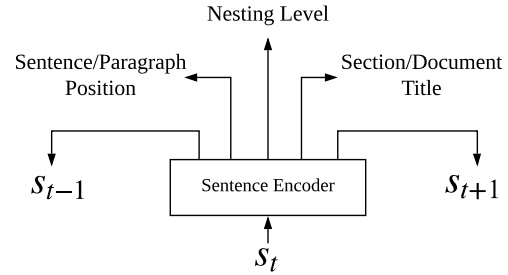 Nesting Level
Sentence/Paragraph
Position
Section/Document
Title
s_{t-1}
Sentence Encoder
s_{t+1}
s_t